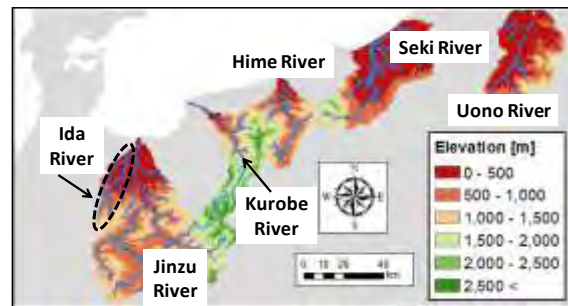 Hime River
Seki River
Uono River
Ida
River
Kurobe
River
Jinzu
River
W
E
Elevation [m]
0 - 500
500 - 1,000
1,000 - 1,500
1,500 - 2,000
2,000 - 2,500
2,500 <
0 10 20 40
km